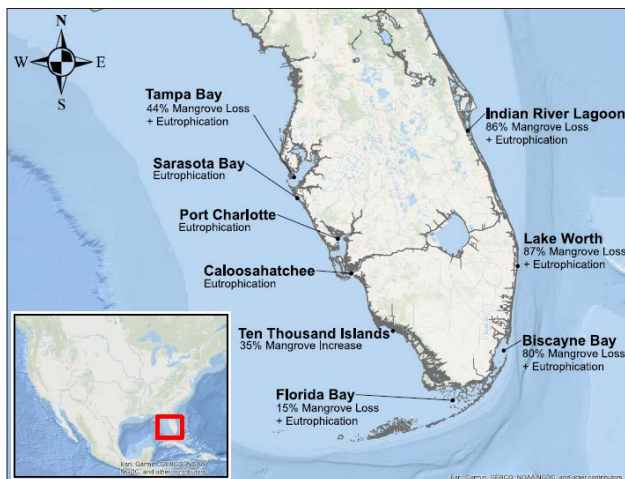 N
W
E
S
Tampa Bay
44% Mangrove Loss
+ Eutrophication
Indian River Lagoon
86% Mangrove Loss
+ Eutrophication
Sarasota Bay
Eutrophication
Port Charlotte
Eutrophication
Lake Worth
87% Mangrove Loss
+ Eutrophication
Caloosahatchee
Eutrophication
Ten Thousand Islands
35% Mangrove Increase
Biscayne Bay
80% Mangrove Loss
+ Eutrophication
Florida Bay
15% Mangrove Loss
+ Eutrophication
Esri, Garmin, GEBCO, NOAA
NGDC, and other contributors
Esri, Garmin, GEBCO, NOAA NGDC, and other contributors